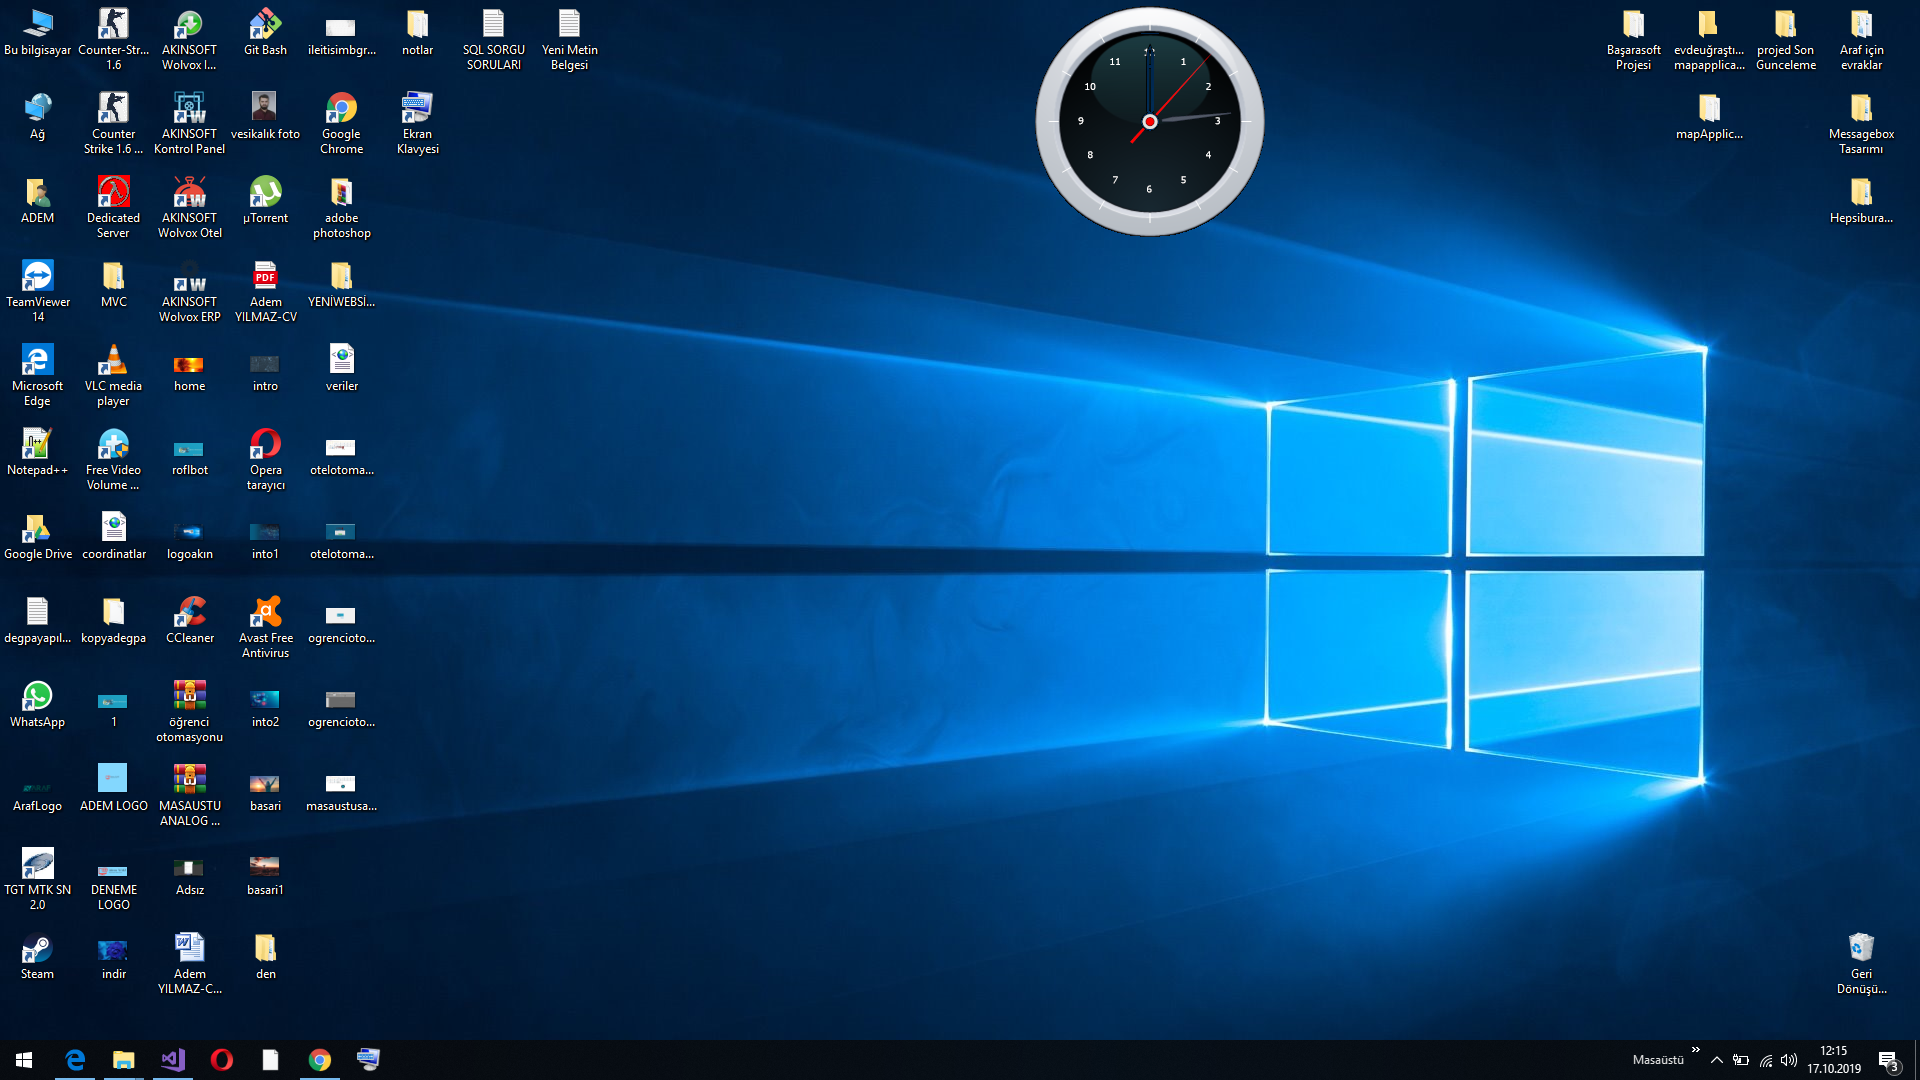 Bu bilgisayar
Counter-Str...
1.6
AKINSOFT
Wolvox I...
Git Bash
ileitisimbgr...
notlar
SQL SORGU
SORULARI
Yeni Metin
Belgesi
Ağ
Counter
Strike 1.6 ...
AKINSOFT
Kontrol Panel
vesikalık foto
Google
Chrome
Ekran
Klavyesi
ADEM
Dedicated
Server
AKINSOFT
Wolvox Otel
µTorrent
adobe
photoshop
TeamViewer
14
MVC
AKINSOFT
Wolvox ERP
PDF
Adem
YILMAZ-CV
YENİWEBSİ...
Microsoft
Edge
VLC media
player
home
intro
veriler
Notepad++
Free Video
Volume ...
roflbot
Opera
tarayıcı
otelotoma...
Google Drive
coordinatlar
logoakın
into1
otelotoma...
degpayapıl...
kopyadegpa
CCleaner
Avast Free
Antivirus
ogrencioto...
WhatsApp
1
öğrenci
otomasyonu
into2
ogrencioto...
ArafLogo
ADEM LOGO
MASAUSTU
ANALOG ...
basari
masaustusa...
TGT MTK SN
2.0
DENEME
LOGO
Adsız
basari1
Steam
indir
Adem
YILMAZ-C...
den
11
1
10
2
9
3
8
4
7
5
6
Başarasoft
Projesi
evdeuğraştı...
mapapplica...
projed Son
Gunceleme
Araf için
evraklar
mapApplic...
Messagebox
Tasarımı
Hepsibura...
Geri
Dönüşü...
Masaüstü
12:15
17.10.2019
3